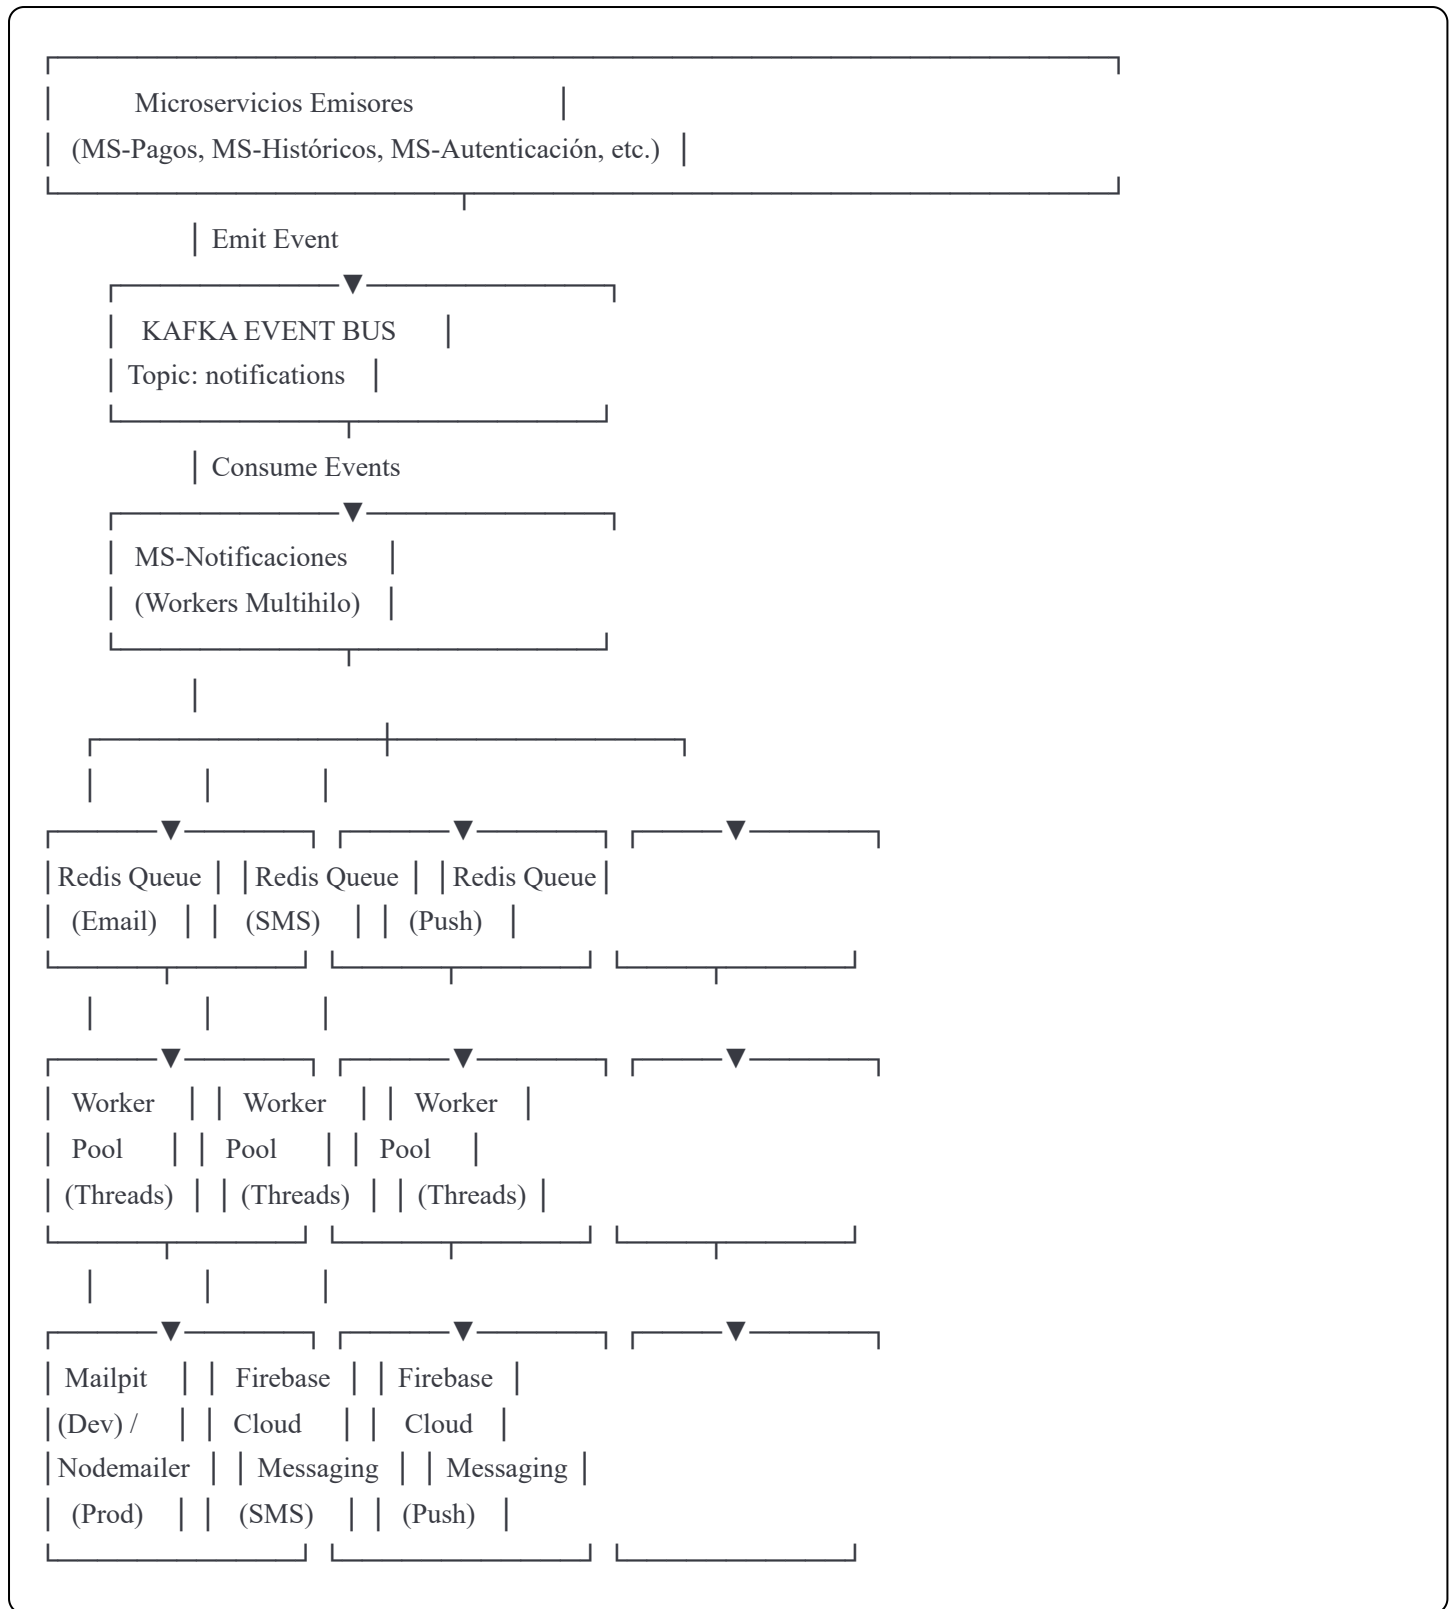 Microservicios Emisores
(MS-Pagos, MS-Históricos, MS-Autenticación, etc.)
Emit Event
KAFKA EVENT BUS
Topic: notifications
Consume Events
MS-Notificaciones
(Workers Multihilo)
Redis Queue Redis Queue Redis Queue
(Email) (SMS) (Push)
Worker Worker Worker
Pool Pool Pool
(Threads) (Threads) (Threads)
Mailpit Firebase Firebase
(Dev) / Cloud Cloud
Nodemailer Messaging Messaging
(Prod) (SMS) (Push)